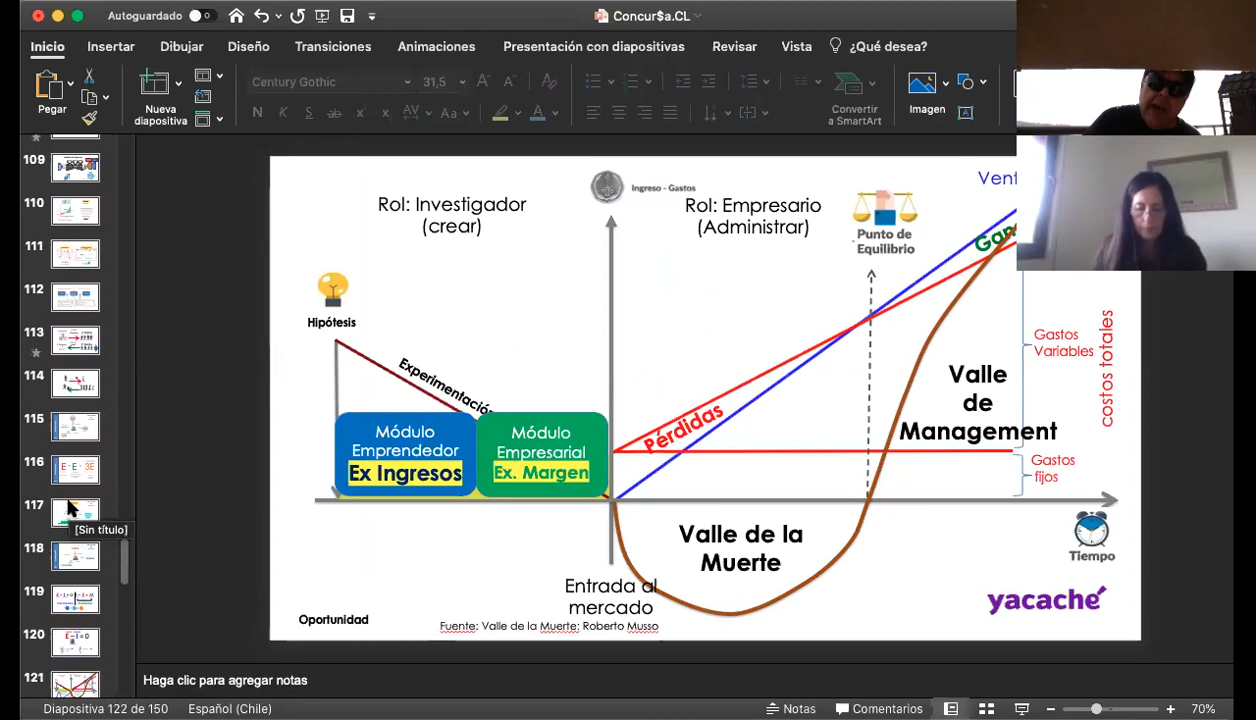 Autoguardado
Concur$a.CL
Inicio
Insertar
Dibujar
Diseño
Transiciones
Animaciones
Presentación con diapositivas
Revisar
Vista
¿Qué desea?
Pegar
Nueva
diapositiva
Century Gothic
31,5
N
K
S
ab
x
x
AV
Aa
A
Convertir
a SmartArt
Imagen
109
110
111
112
113
114
115
116
E + E = 3E
117
[Sin título]
118
119
120
121
Ingreso - Gastos
Rol: Investigador
(crear)
Rol: Empresario
(Administrar)
Punto de
Equilibrio
Vent
Gan
Hipótesis
Experimentación
Módulo
Emprendedor
Ex Ingresos
Módulo
Empresarial
Ex. Margen
Pérdidas
Gastos
Variables
costos totales
Valle
de
Management
Gastos
fijos
Valle de la
Muerte
Tiempo
Entrada al
mercado
yacaché
Oportunidad
Fuente: Valle de la Muerte: Roberto Musso
Haga clic para agregar notas
Diapositiva 122 de 150
Español (Chile)
Notas
Comentarios
70%